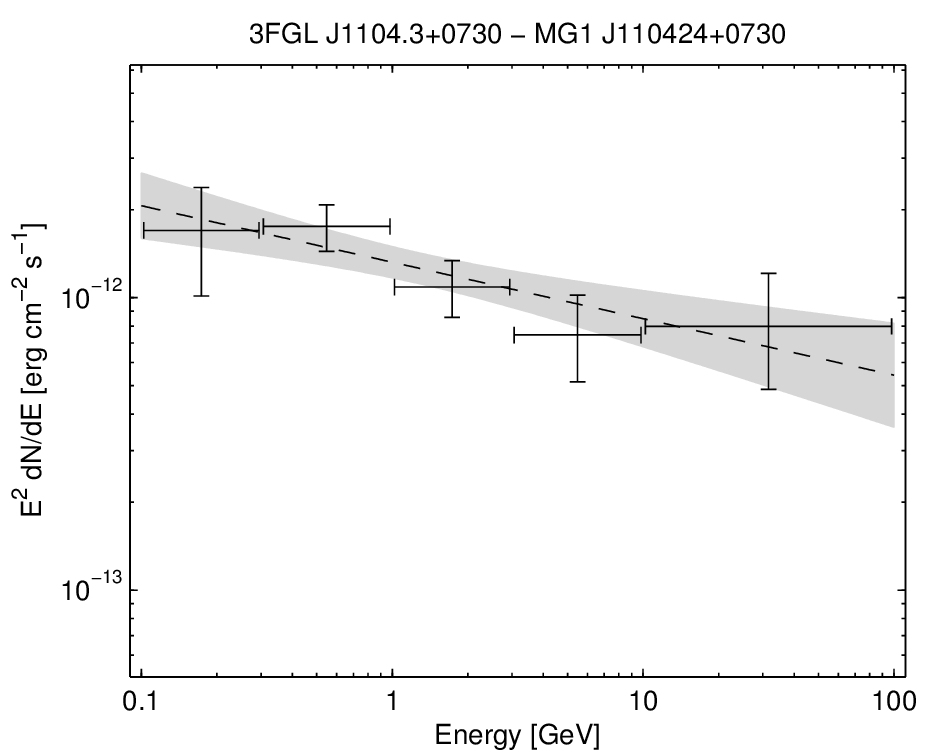 3FGL J1104.3+0730 − MG1 J110424+0730
E² dN/dE [erg cm⁻² s⁻¹]
10⁻¹²
10⁻¹³
0.1 1 10 100
Energy [GeV]